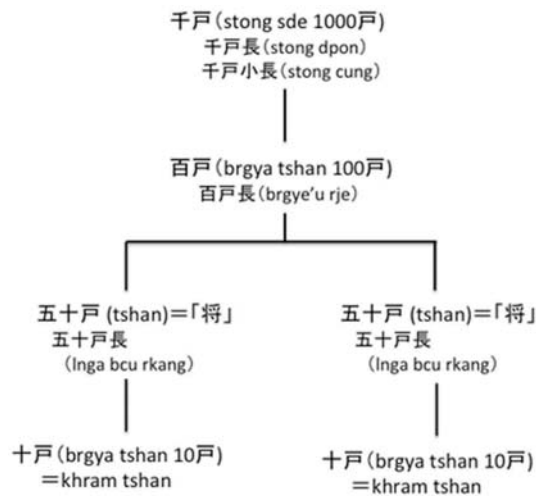 千戸(stong sde 1000戸)
千戸長(stong dpon)
千戸小長(stong cung)
百戸(brgya tshan 100戸)
百戸長(brgye'u rje)
五十戸 (tshan)=「将」
五十戸長
(lnga bcu rkang)
五十戸 (tshan)=「将」
五十戸長
(lnga bcu rkang)
十戸(brgya tshan 10戸)
=khram tshan
十戸(brgya tshan 10戸)
=khram tshan